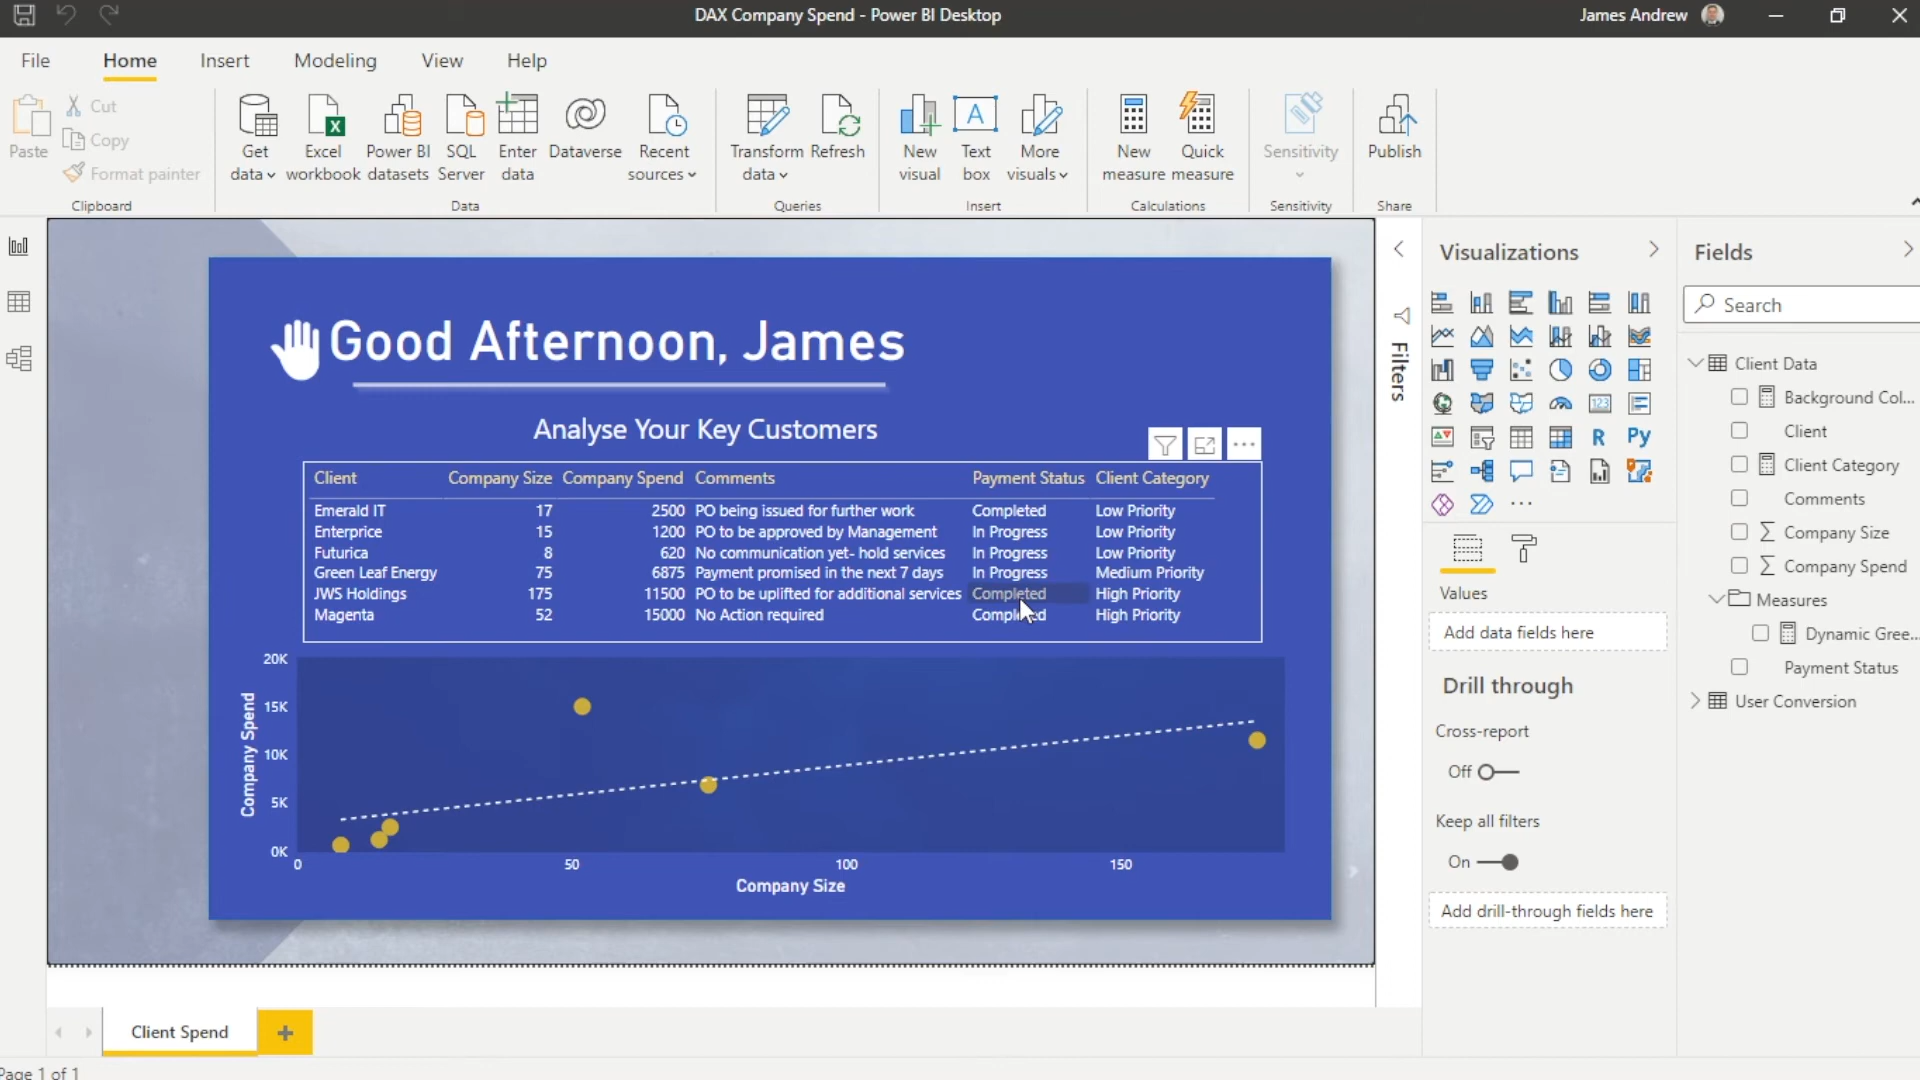 DAX Company Spend - Power BI Desktop
James Andrew
File Home Insert Modeling View Help
Paste
Cut
Copy
Format painter
Clipboard
Get data
Excel workbook
Power BI datasets
SQL Server
Enter data
Dataverse
Recent sources
Data
Transform data
Refresh
Queries
New visual
Text box
More visuals
Insert
New measure
Quick measure
Calculations
Sensitivity
Sensitivity
Publish
Share
Good Afternoon, James
Analyse Your Key Customers
Client Company Size Company Spend Comments Payment Status Client Category
Emerald IT 17 2500 PO being issued for further work Completed Low Priority
Enterprice 15 1200 PO to be approved by Management In Progress Low Priority
Futurica 8 620 No communication yet- hold services In Progress Low Priority
Green Leaf Energy 75 6875 Payment promised in the next 7 days In Progress Medium Priority
JWS Holdings 175 11500 PO to be uplifted for additional services Completed High Priority
Magenta 52 15000 No Action required Completed High Priority
Company Spend
20K
15K
10K
5K
0K
0 50 100 150
Company Size
Filters
Visualizations
123
R Py
Values
Add data fields here
Drill through
Cross-report
Off
Keep all filters
On
Add drill-through fields here
Fields
Search
Client Data
Background Col...
Client
Client Category
Comments
Company Size
Company Spend
Measures
Dynamic Gree...
Payment Status
User Conversion
Client Spend
Page 1 of 1